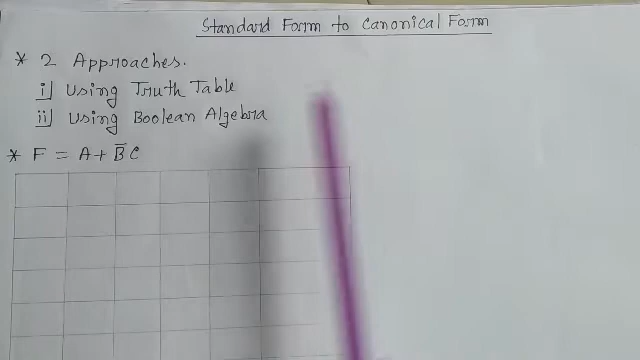 Standard Form to Canonical Form
* 2 Approaches.
i] Using Truth Table
ii] Using Boolean Algebra
* F = A + B̅ C